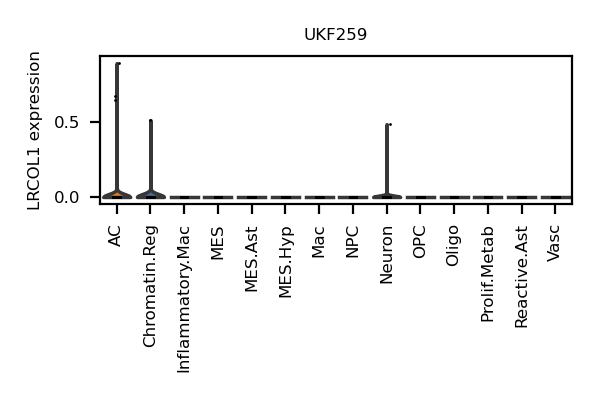 UKF259
LRCOL1 expression
0.5
0.0
AC
Chromatin.Reg
Inflammatory.Mac
MES
MES.Ast
MES.Hyp
Mac
NPC
Neuron
OPC
Oligo
Prolif.Metab
Reactive.Ast
Vasc